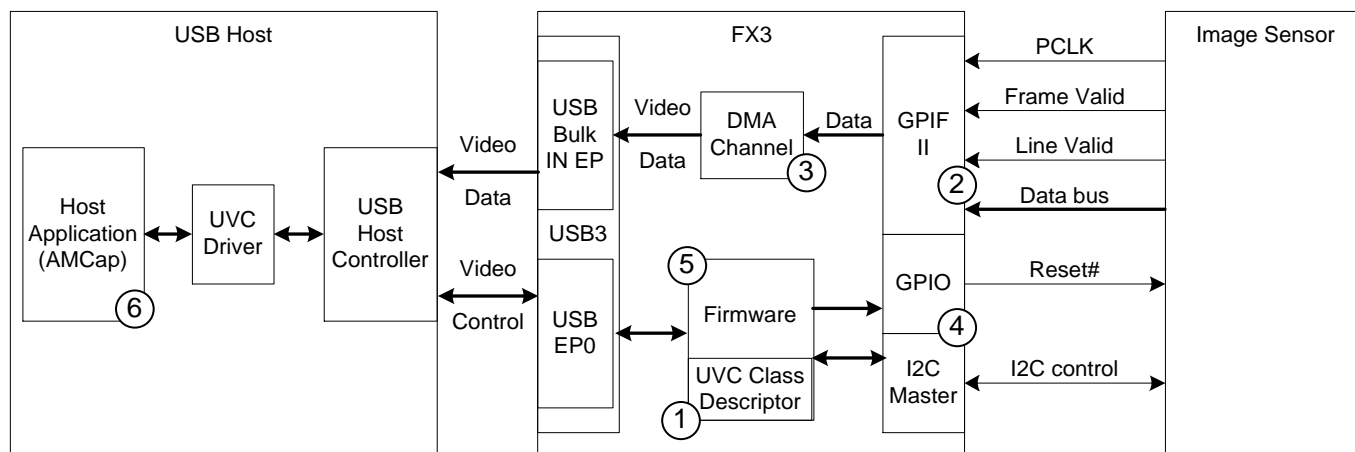 USB Host
FX3
Image Sensor
PCLK
Frame Valid
Line Valid
Data bus
Reset#
I2C control
USB
Bulk
IN EP
Video
Data
DMA
Channel
3
Data
GPIF
II
2
Video
Data
Host
Application
(AMCap)
6
UVC
Driver
USB
Host
Controller
USB3
Video
Control
USB
EP0
5
Firmware
UVC Class
Descriptor
1
GPIO
4
I2C
Master